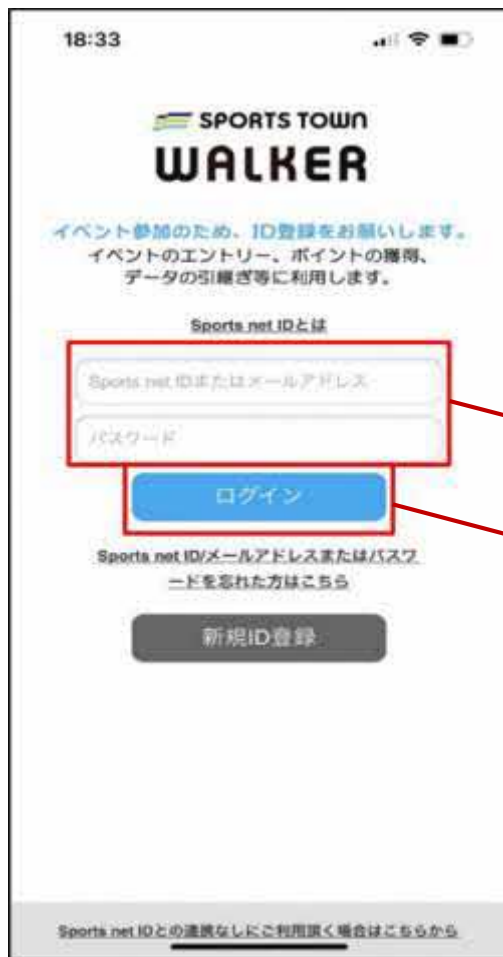 18:33
SPORTS TOWN
WALKER
イベント参加のため、ID登録をお願いします。
イベントのエントリー、ポイントの獲得、
データの引継ぎ等に利用します。
Sports net IDとは
Sports net IDまたはメールアドレス
パスワード
ログイン
Sports net ID/メールアドレスまたはパスワ
ードを忘れた方はこちら
新規ID登録
Sports net IDとの連携なしにご利用頂く場合はこちらから